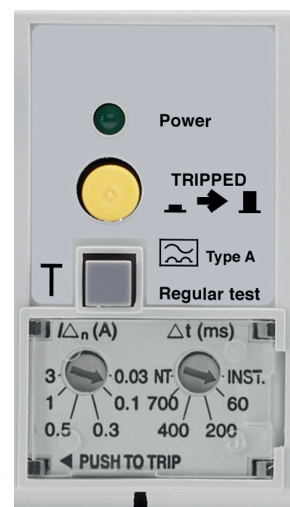 Power
TRIPPED
Type A
T
Regular test
I△n (A) △t (ms)
3 0.03 NT INST.
1 0.1 700 60
0.5 0.3 400 200
◄ PUSH TO TRIP